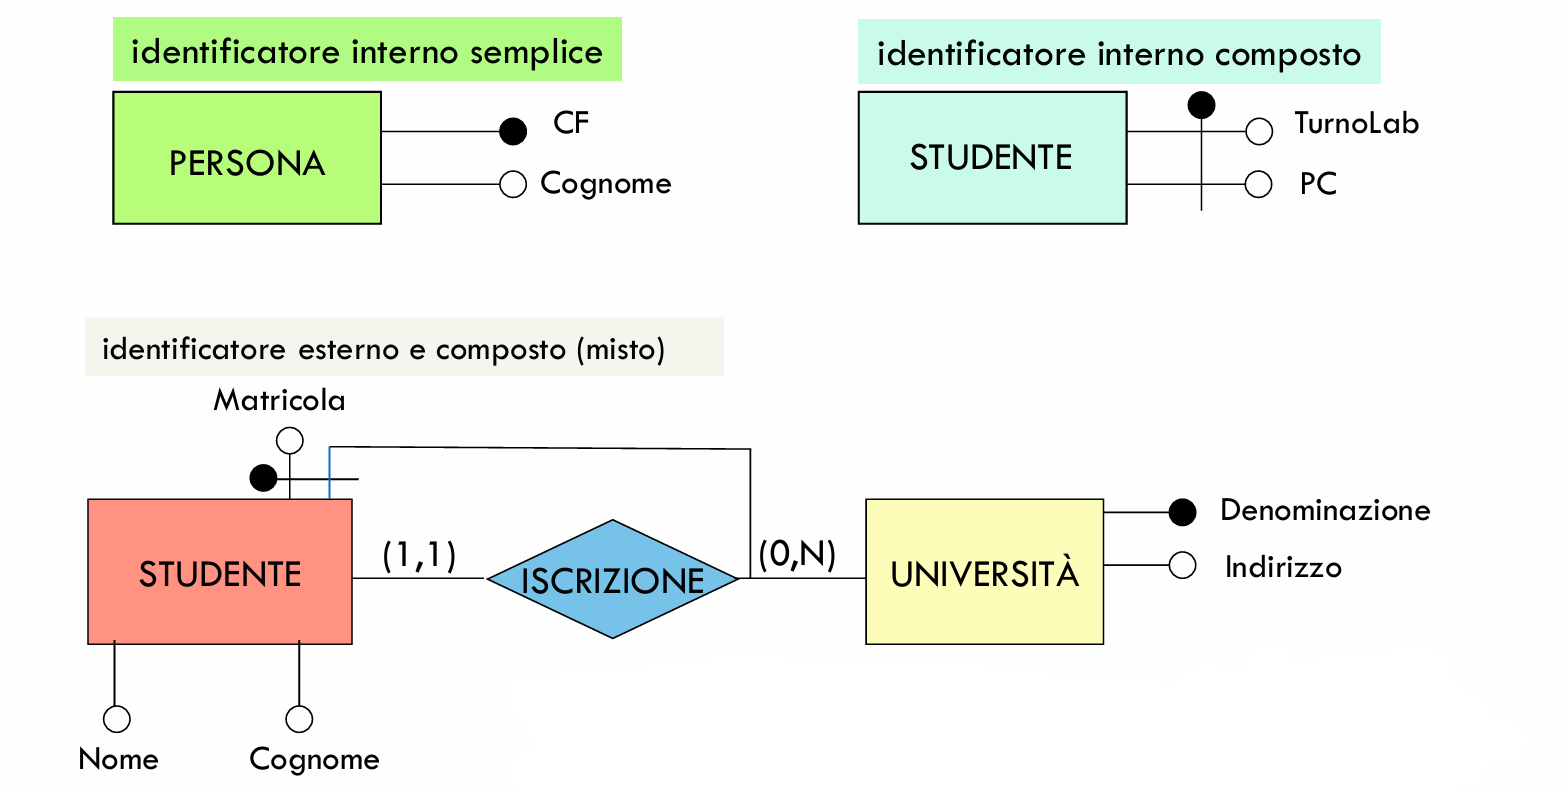 identificatore interno semplice
PERSONA
CF
Cognome
identificatore interno composto
STUDENTE
TurnoLab
PC
identificatore esterno e composto (misto)
Matricola
STUDENTE
(1,1)
ISCRIZIONE
(0,N)
UNIVERSITÀ
Denominazione
Indirizzo
Nome
Cognome